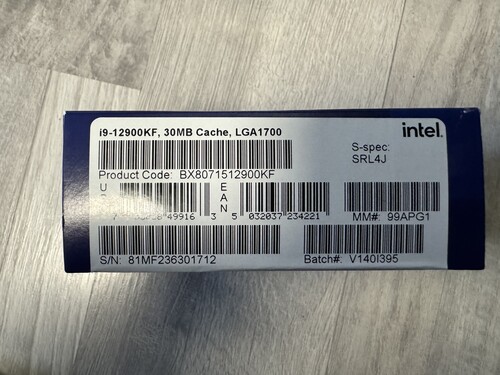 i9-12900KF, 30MB Cache, LGA1700
intel.
S-spec:
SRL4J
Product Code: BX8071512900KF
U
E
A
N
49916 3 5 032037 234221
MM#: 99APG1
S/N: 81MF236301712
Batch#: V140I395